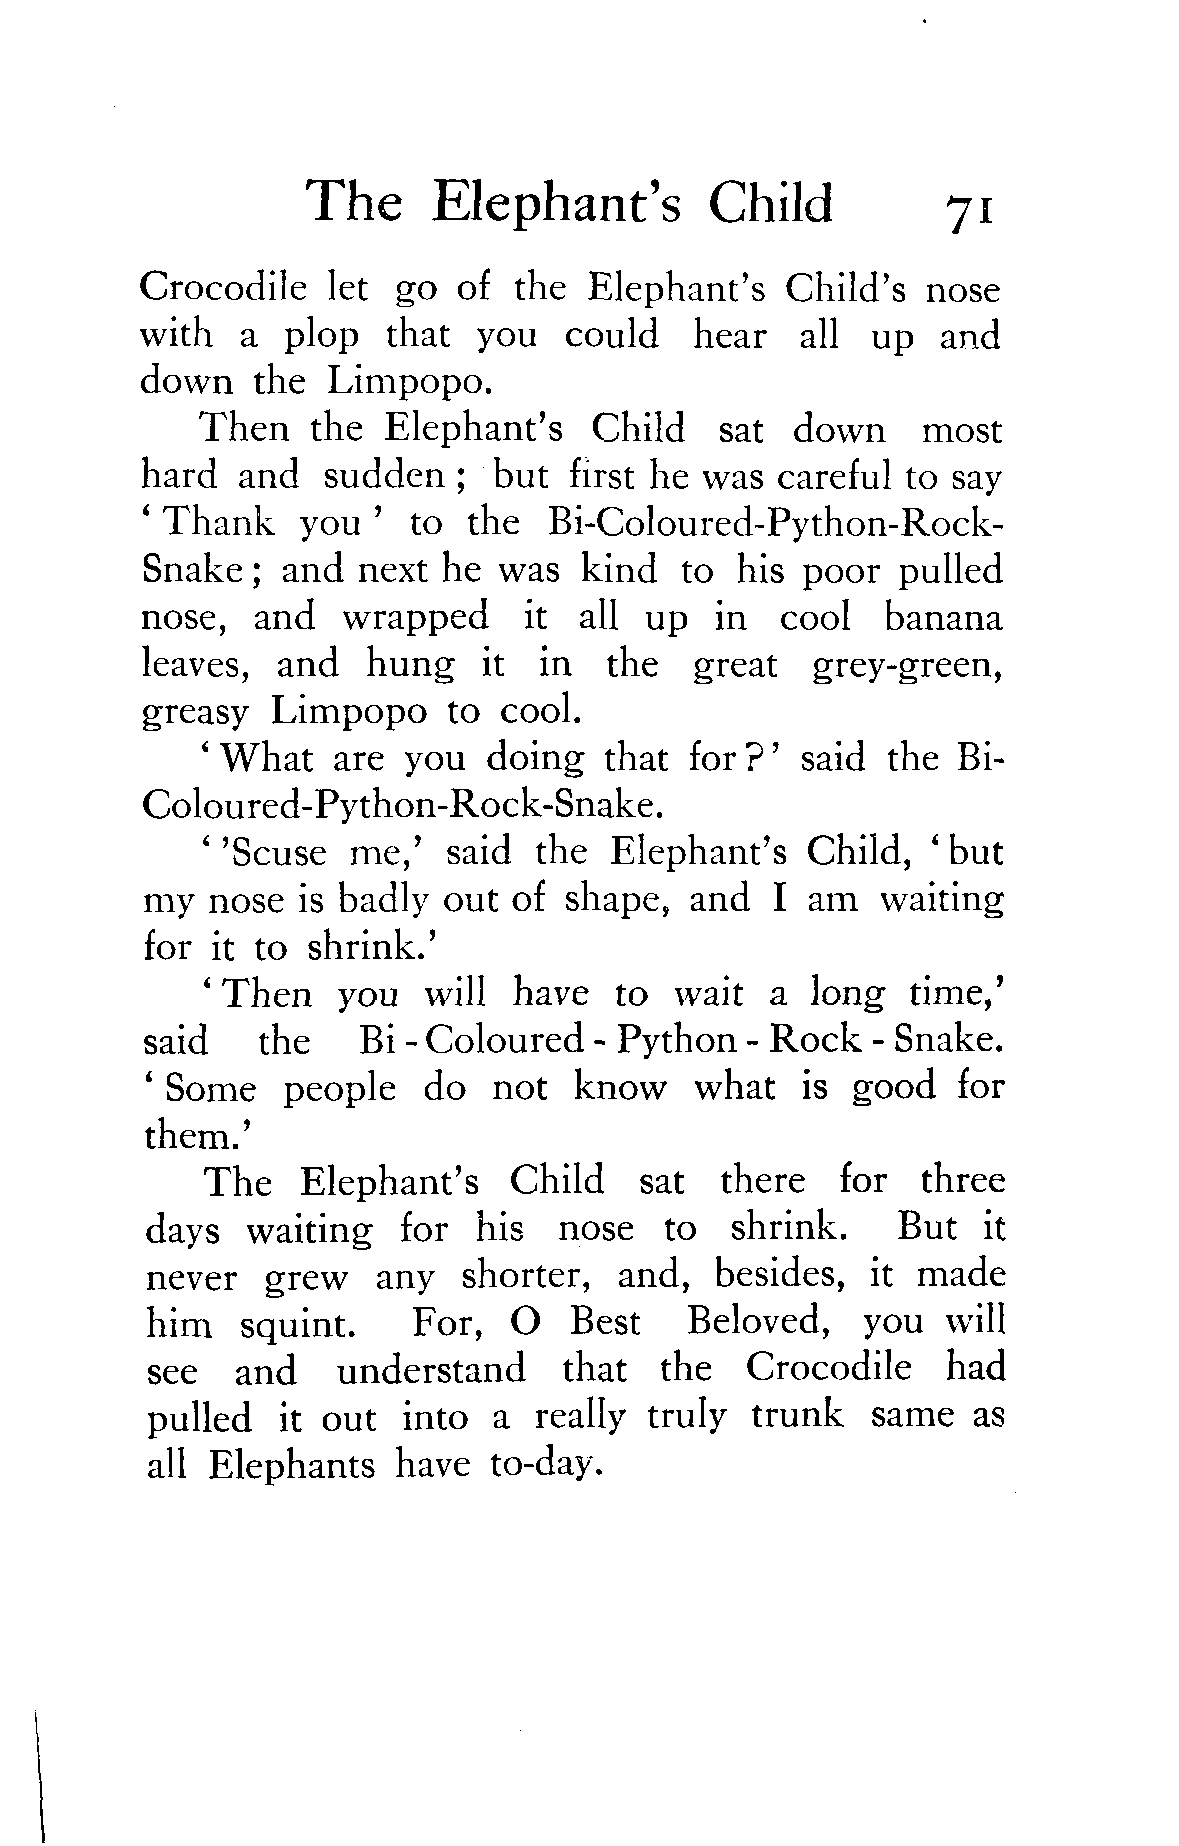 The Elephant's Child 71
Crocodile let go of the Elephant's Child's nose
with a plop that you could hear all up and
down the Limpopo.
Then the Elephant's Child sat down most
hard and sudden ; but first he was careful to say
‘ Thank you ’ to the Bi-Coloured-Python-Rock-
Snake ; and next he was kind to his poor pulled
nose, and wrapped it all up in cool banana
leaves, and hung it in the great grey-green,
greasy Limpopo to cool.
‘ What are you doing that for ? ’ said the Bi-
Coloured-Python-Rock-Snake.
‘ ’Scuse me,’ said the Elephant's Child, ‘ but
my nose is badly out of shape, and I am waiting
for it to shrink.’
‘ Then you will have to wait a long time,’
said the Bi - Coloured - Python - Rock - Snake.
‘ Some people do not know what is good for
them.’
The Elephant's Child sat there for three
days waiting for his nose to shrink. But it
never grew any shorter, and, besides, it made
him squint. For, O Best Beloved, you will
see and understand that the Crocodile had
pulled it out into a really truly trunk same as
all Elephants have to-day.